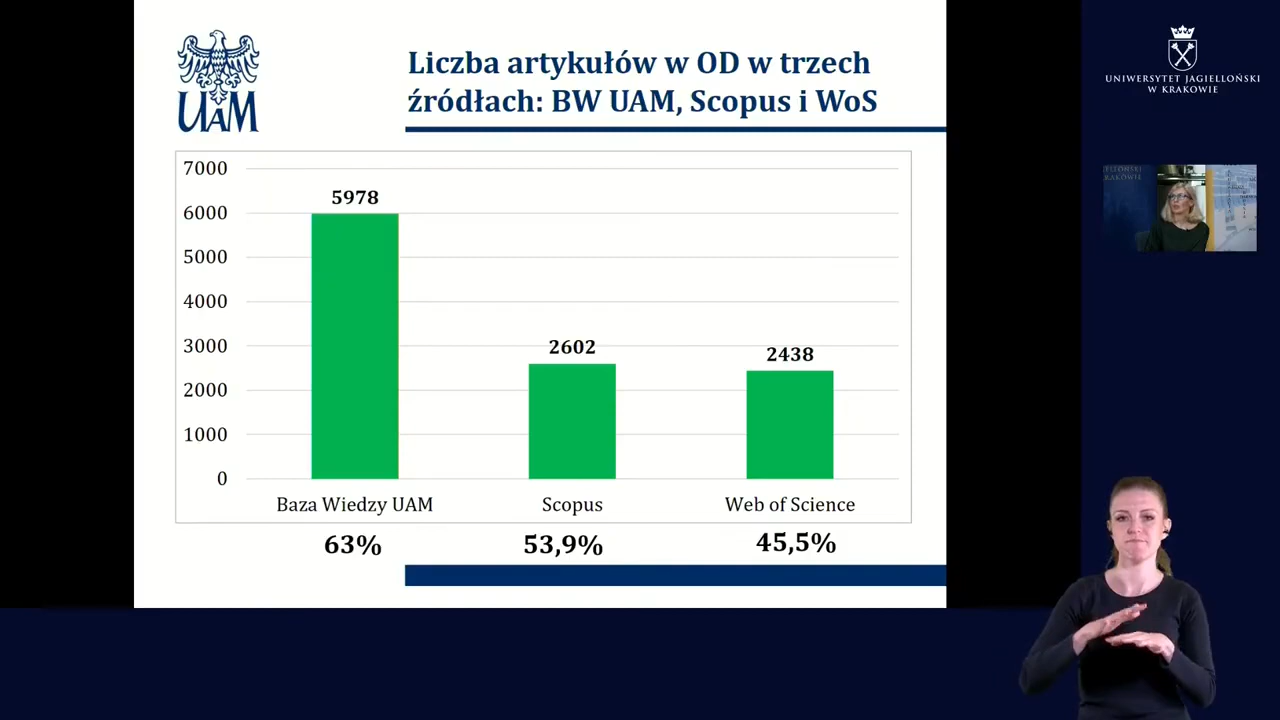 UAM
Liczba artykułów w OD w trzech
źródłach: BW UAM, Scopus i WoS
7000
6000
5000
4000
3000
2000
1000
0
5978
2602
2438
Baza Wiedzy UAM
Scopus
Web of Science
63%
53,9%
45,5%
UNIWERSYTET JAGIELLOŃSKI
W KRAKOWIE